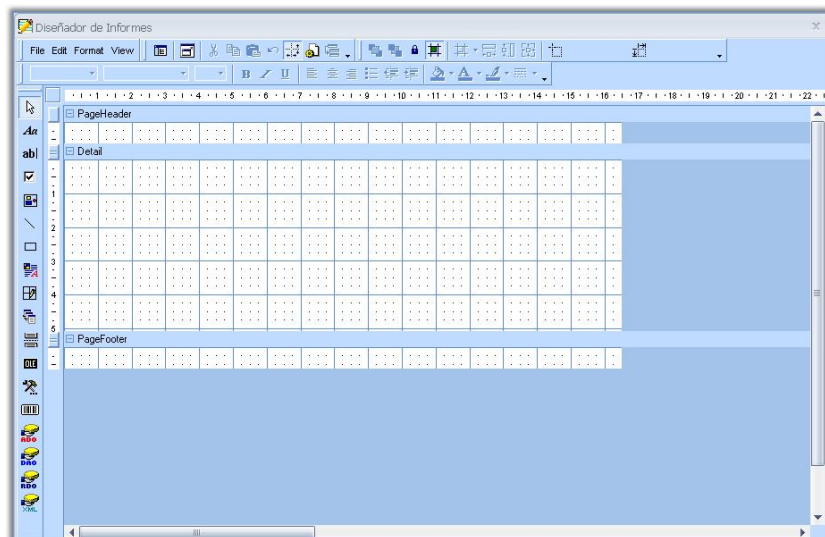 Diseñador de Informes
File Edit Format View
B I U A
1 2 3 4 5 6 7 8 9 10 11 12 13 14 15 16 17 18 19 20 21 22
PageHeader
Aa
ab|
Detail
1
2
3
4
5
PageFooter
OLE
ADO
DAO
RDO
XML